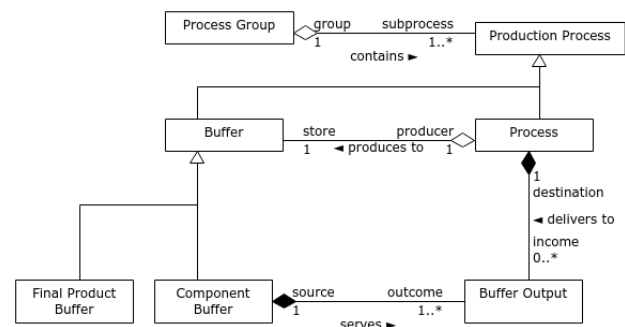 Process Group
group
subprocess
Production Process
1
1..*
contains ►
Buffer
store
producer
Process
1
◄ produces to
1
1
destination
◄ delivers to
income
0..*
Final Product
Buffer
Component
Buffer
source
outcome
Buffer Output
1
1..*
serves ►